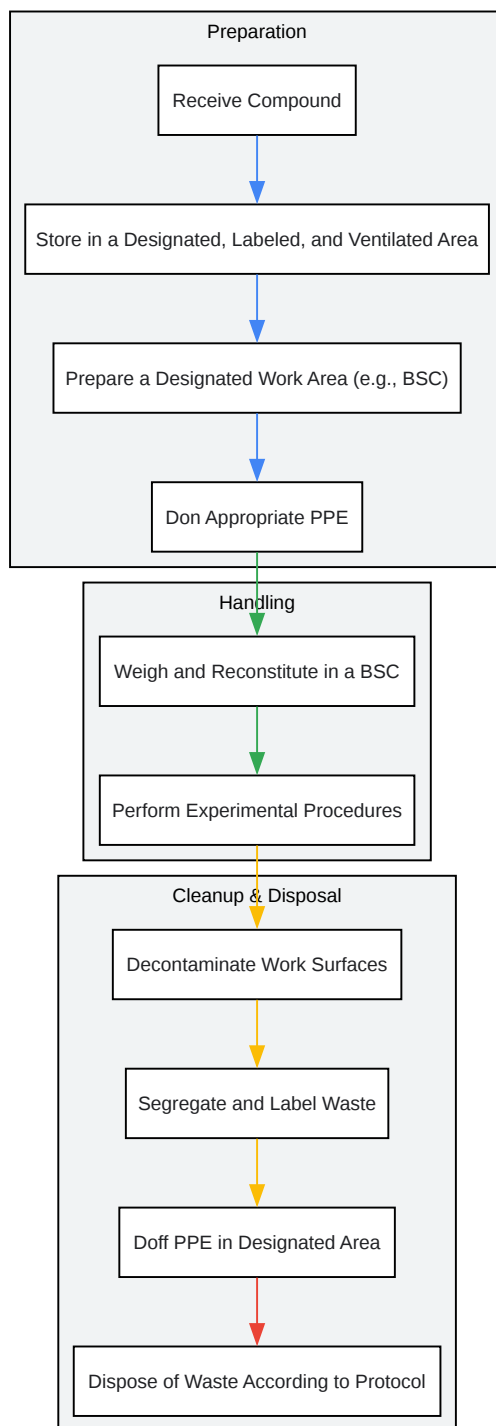 Preparation
Receive Compound
Store in a Designated, Labeled, and Ventilated Area
Prepare a Designated Work Area (e.g., BSC)
Don Appropriate PPE
Handling
Weigh and Reconstitute in a BSC
Perform Experimental Procedures
Cleanup & Disposal
Decontaminate Work Surfaces
Segregate and Label Waste
Doff PPE in Designated Area
Dispose of Waste According to Protocol